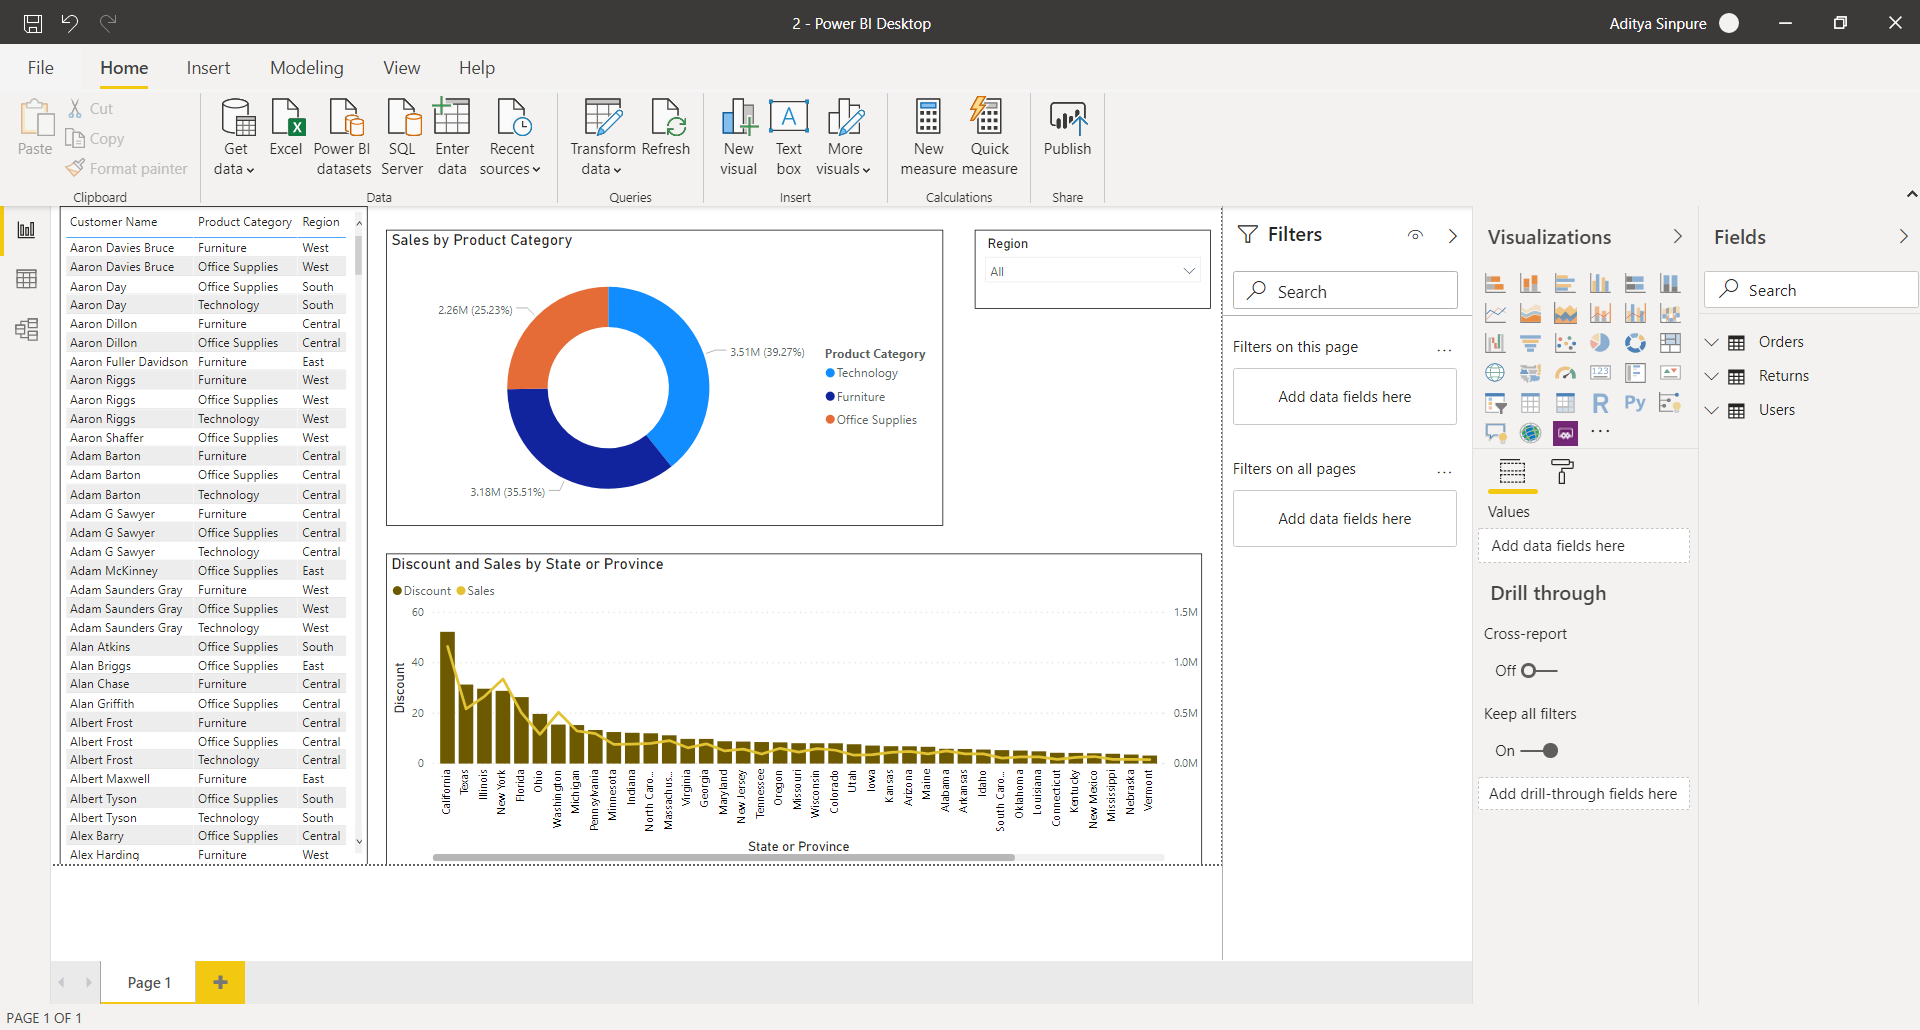 2 - Power BI Desktop
Aditya Sinpure
File Home Insert Modeling View Help
Paste
Cut
Copy
Format painter
Clipboard
Get data
Excel
Power BI datasets
SQL Server
Enter data
Recent sources
Data
Transform data
Refresh
Queries
New visual
Text box
More visuals
Insert
New measure
Quick measure
Calculations
Publish
Share
Customer Name Product Category Region
Aaron Davies Bruce Furniture West
Aaron Davies Bruce Office Supplies West
Aaron Day Office Supplies South
Aaron Day Technology South
Aaron Dillon Furniture Central
Aaron Dillon Office Supplies Central
Aaron Fuller Davidson Furniture East
Aaron Riggs Furniture West
Aaron Riggs Office Supplies West
Aaron Riggs Technology West
Aaron Shaffer Office Supplies West
Adam Barton Furniture Central
Adam Barton Office Supplies Central
Adam Barton Technology Central
Adam G Sawyer Furniture Central
Adam G Sawyer Office Supplies Central
Adam G Sawyer Technology Central
Adam McKinney Office Supplies East
Adam Saunders Gray Furniture West
Adam Saunders Gray Office Supplies West
Adam Saunders Gray Technology West
Alan Atkins Office Supplies South
Alan Briggs Office Supplies East
Alan Chase Furniture Central
Alan Griffith Office Supplies Central
Albert Frost Furniture Central
Albert Frost Office Supplies Central
Albert Frost Technology Central
Albert Maxwell Furniture East
Albert Tyson Office Supplies South
Albert Tyson Technology South
Alex Barry Office Supplies Central
Alex Harding Furniture West
Sales by Product Category
2.26M (25.23%)
3.51M (39.27%)
3.18M (35.51%)
Product Category
Technology
Furniture
Office Supplies
Region
All
Discount and Sales by State or Province
Discount Sales
60
40
20
0
Discount
1.5M
1.0M
0.5M
0.0M
California
Texas
Illinois
New York
Florida
Ohio
Washington
Michigan
Pennsylvania
Minnesota
Indiana
North Caro...
Massachus...
Virginia
Georgia
Maryland
New Jersey
Tennessee
Oregon
Missouri
Wisconsin
Colorado
Utah
Iowa
Kansas
Arizona
Maine
Alabama
Arkansas
Idaho
South Caro...
Oklahoma
Louisiana
Connecticut
Kentucky
New Mexico
Mississippi
Nebraska
Vermont
State or Province
Filters
Search
Filters on this page ...
Add data fields here
Filters on all pages ...
Add data fields here
Visualizations
123
R
Py
...
Values
Add data fields here
Drill through
Cross-report
Off
Keep all filters
On
Add drill-through fields here
Fields
Search
Orders
Returns
Users
Page 1
PAGE 1 OF 1